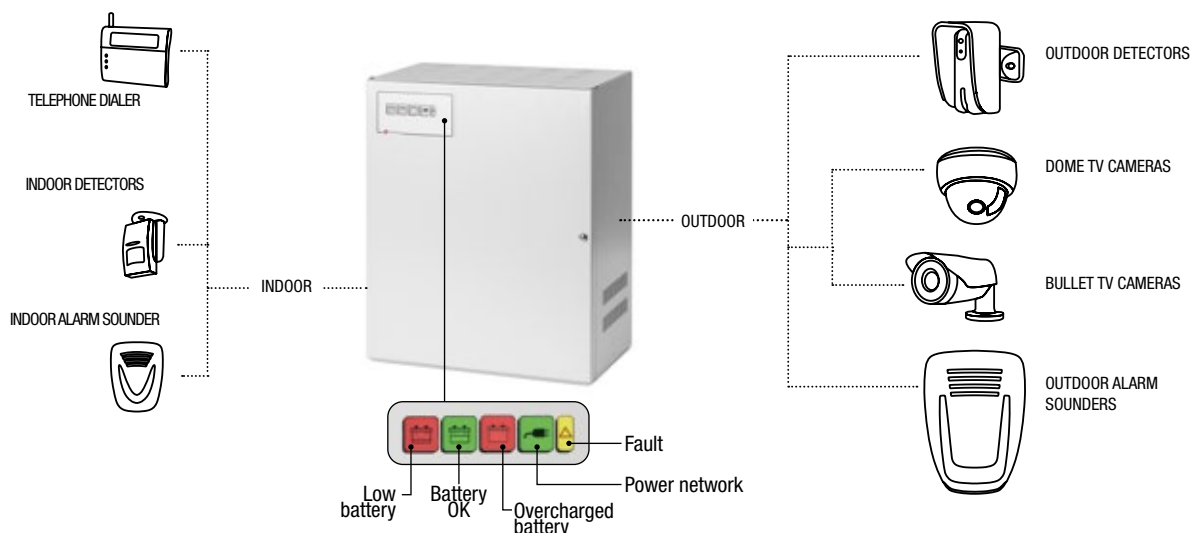 TELEPHONE DIALER
INDOOR DETECTORS
INDOOR ALARM SOUNDER
INDOOR
OUTDOOR
OUTDOOR DETECTORS
DOME TV CAMERAS
BULLET TV CAMERAS
OUTDOOR ALARM
SOUNDERS
Fault
Power network
Low
battery
Battery
OK
Overcharged
battery